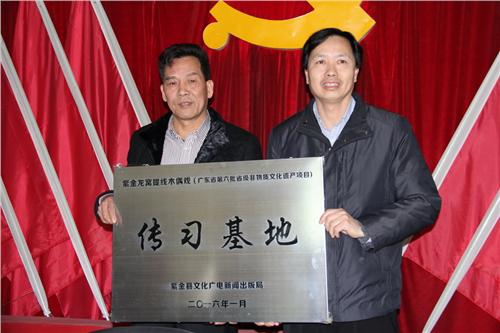 紫金龙窝提线木偶戏（广东省第六批省级非物质文化遗产项目）
传习基地
紫金县文化广电新闻出版局
二〇一六年一月